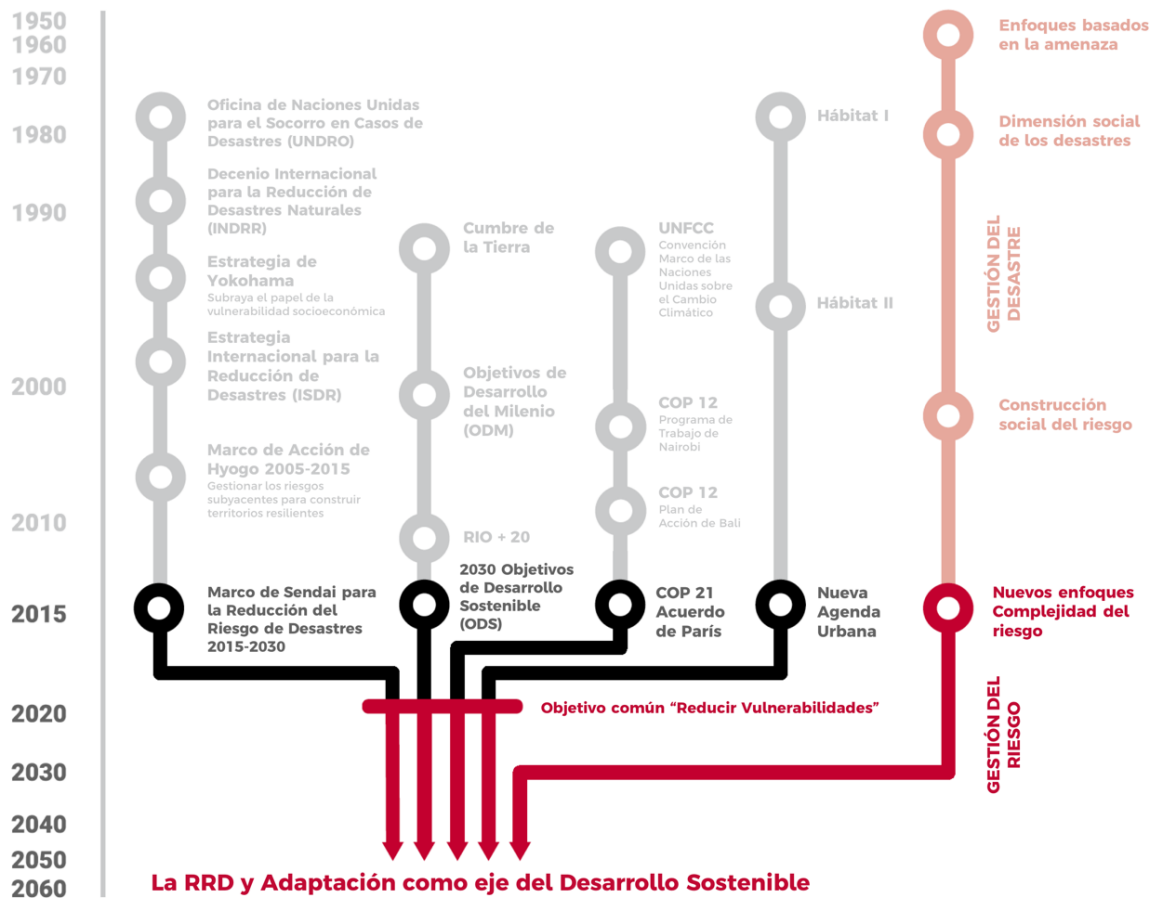 1950
1960
1970
1980
1990
2000
2010
2015
2020
2030
2040
2050
2060
Oficina de Naciones Unidas
para el Socorro en Casos de
Desastres (UNDRO)
Decenio Internacional
para la Reducción de
Desastres Naturales
(INDRR)
Estrategia de
Yokohama
Subraya el papel de la
vulnerabilidad socioeconómica
Estrategia
Internacional para la
Reducción de
Desastres (ISDR)
Marco de Acción de
Hyogo 2005-2015
Gestionar los riesgos
subyacentes para construir
territorios resilientes
Marco de Sendai para
la Reducción del
Riesgo de Desastres
2015-2030
Cumbre de
la Tierra
Objetivos de
Desarrollo
del Milenio
(ODM)
RIO + 20
2030 Objetivos
de Desarrollo
Sostenible
(ODS)
UNFCC
Convención
Marco de las
Naciones
Unidas sobre
el Cambio
Climático
COP 12
Programa de
Trabajo de
Nairobi
COP 12
Plan de
Acción de Bali
COP 21
Acuerdo
de París
Hábitat I
Hábitat II
Nueva
Agenda
Urbana
Enfoques basados
en la amenaza
Dimensión social
de los desastres
GESTIÓN DEL
DESASTRE
Construcción
social del riesgo
Nuevos enfoques
Complejidad del
riesgo
GESTIÓN DEL
RIESGO
Objetivo común “Reducir Vulnerabilidades”
La RRD y Adaptación como eje del Desarrollo Sostenible